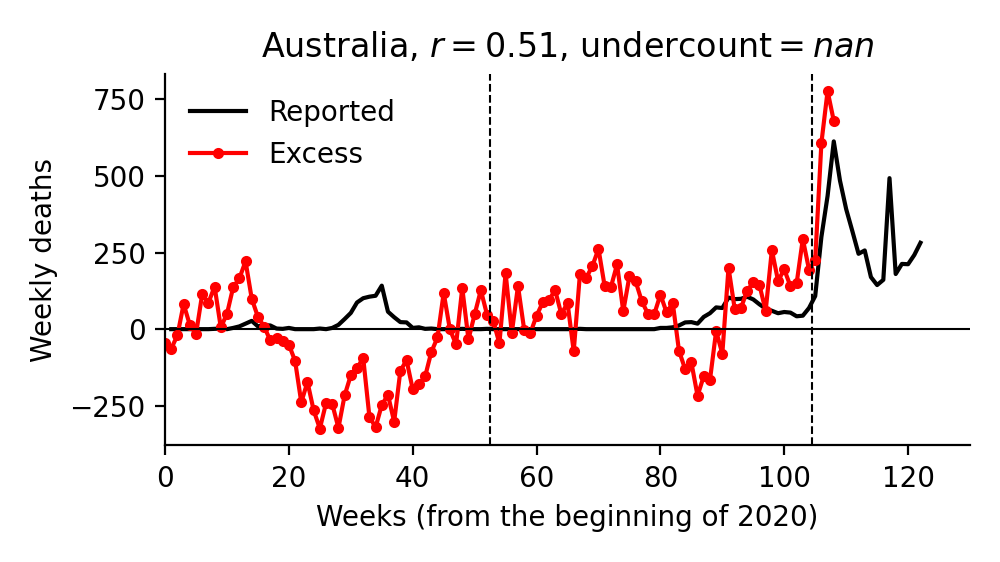 Australia, r = 0.51, undercount = nan
750
500
250
0
−250
Weekly deaths
Reported
Excess
0 20 40 60 80 100 120
Weeks (from the beginning of 2020)